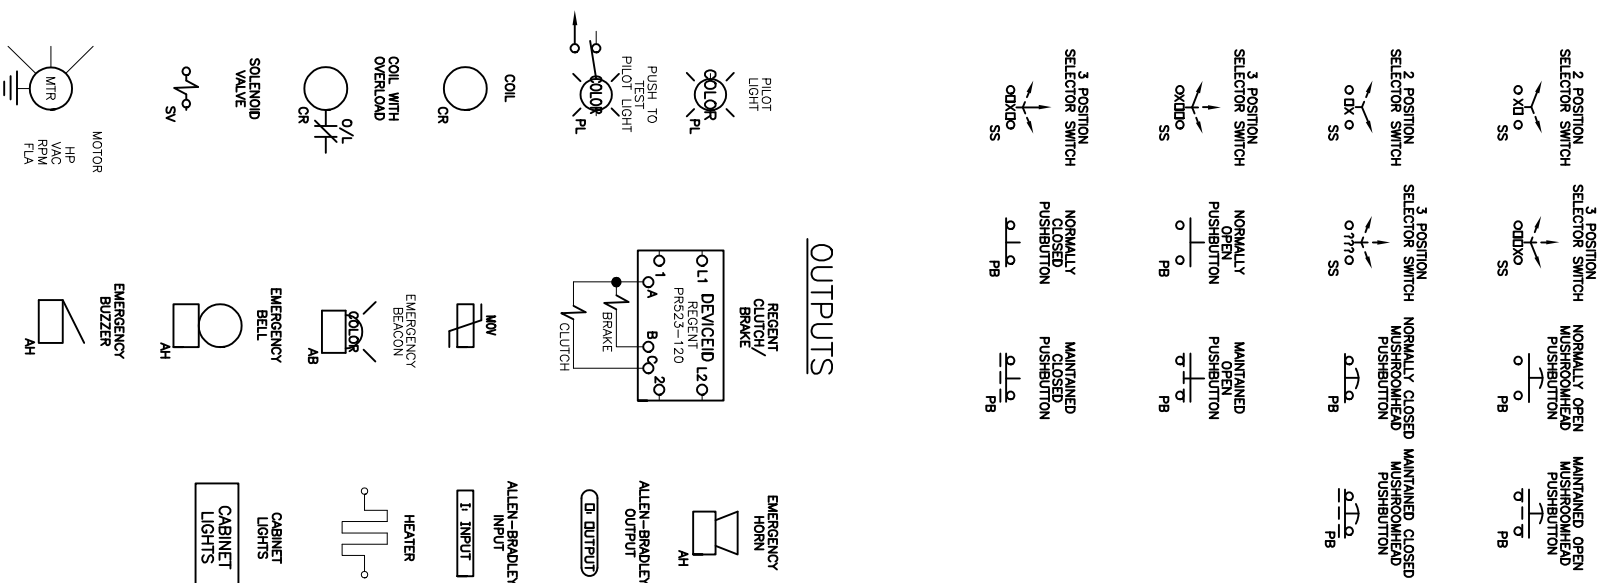 2 POSITION
SELECTOR SWITCH
X
SS
3 POSITION
SELECTOR SWITCH
X
SS
NORMALLY OPEN
MUSHROOMHEAD
PUSHBUTTON
PB
MAINTAINED OPEN
MUSHROOMHEAD
PUSHBUTTON
PB
2 POSITION
SELECTOR SWITCH
X
SS
3 POSITION
SELECTOR SWITCH
???
SS
NORMALLY CLOSED
MUSHROOMHEAD
PUSHBUTTON
PB
MAINTAINED CLOSED
MUSHROOMHEAD
PUSHBUTTON
PB
3 POSITION
SELECTOR SWITCH
X
SS
NORMALLY
OPEN
PUSHBUTTON
PB
MAINTAINED
OPEN
PUSHBUTTON
PB
3 POSITION
SELECTOR SWITCH
X
SS
NORMALLY
CLOSED
PUSHBUTTON
PB
MAINTAINED
CLOSED
PUSHBUTTON
PB
OUTPUTS
PILOT
LIGHT
COLOR
PL
REGENT
CLUTCH/
BRAKE
L1 DEVICEID L2
REGENT
PR523-120
1 2
A B C
BRAKE
CLUTCH
EMERGENCY
HORN
AH
PUSH TO
TEST
PILOT LIGHT
COLOR
PL
ALLEN-BRADLEY
OUTPUT
O: OUTPUT
COIL
CR
MOV
ALLEN-BRADLEY
INPUT
I: INPUT
COIL WITH
OVERLOAD
O/L
CR
EMERGENCY
BEACON
COLOR
AB
HEATER
SOLENOID
VALVE
SV
EMERGENCY
BELL
AH
CABINET
LIGHTS
CABINET
LIGHTS
MOTOR
MTR
HP
VAC
RPM
FLA
EMERGENCY
BUZZER
AH